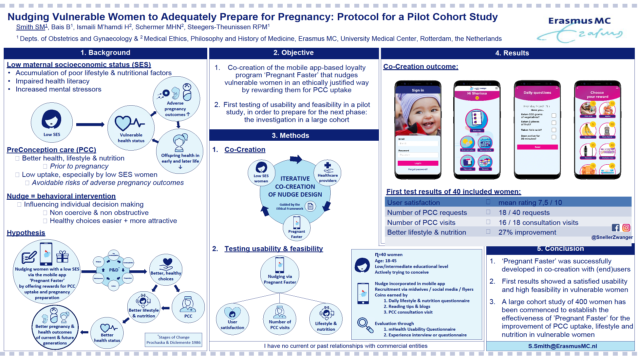 Nudging Vulnerable Women to Adequately Prepare for Pregnancy: Protocol for a Pilot Cohort Study
Smith SM¹, Bais B¹, Ismaili M'hamdi H², Schermer MHN², Steegers-Theunissen RPM¹
¹ Depts. of Obstetrics and Gynaecology & ² Medical Ethics, Philosophy and History of Medicine, Erasmus MC, University Medical Center, Rotterdam, the Netherlands
Erasmus MC
1. Background
Low maternal socioeconomic status (SES)
• Accumulation of poor lifestyle & nutritional factors
• Impaired health literacy
• Increased mental stressors
Low SES
Vulnerable health status
Adverse pregnancy outcomes ↑
Offspring health in early and later life ↓
PreConception care (PCC)
Better health, lifestyle & nutrition
Prior to pregnancy
Low uptake, especially by low SES women
Avoidable risks of adverse pregnancy outcomes
Nudge = behavioral intervention
Influencing individual decision making
Non coercive & non obstructive
Healthy choices easier + more attractive
Hypothesis
Nudging women with a low SES
via the mobile app
'Pregnant Faster'
by offering rewards for PCC
uptake and pregnancy
preparation
Better, healthy choices
PCC
Better lifestyle & nutrition
Better health status
Better pregnancy & health outcomes of current & future generations
Stages of Change
Prochaska & Diclemente 1986
2. Objective
1. Co-creation of the mobile app-based loyalty
program 'Pregnant Faster' that nudges
vulnerable women in an ethically justified way
by rewarding them for PCC uptake
2. First testing of usability and feasibility in a pilot
study, in order to prepare for the next phase:
the investigation in a large cohort
3. Methods
1. Co-Creation
Low SES women
Healthcare providers
ITERATIVE
CO-CREATION
OF NUDGE DESIGN
Guided by the
Ethical framework
Pregnant Faster
2. Testing usability & feasibility
Nudging via
Pregnant Faster
User satisfaction
Number of PCC visits
Lifestyle & nutrition
N=40 women
Age: 18-45
Low/intermediate educational level
Actively trying to conceive
Nudge incorporated in mobile app
Recruitment via midwives/social media / flyers
Coins earned by
1. Daily lifestyle & nutrition questionnaire
2. Reading tips & blogs
3. PCC consultation visit
Evaluation through
1. mHealth Usability Questionnaire
2. Experience interview or questionnaire
I have no current or past relationships with commercial entities
4. Results
Co-Creation outcome:
Sign in
Daily questions
Choose your reward
First test results of 40 included women:
User satisfaction mean rating 7,5 / 10
Number of PCC requests 18 / 40 requests
Number of PCC visits 16 / 18 consultation visits
Better lifestyle & nutrition 27% improvement
@SnellerZwanger
5. Conclusion
1. 'Pregnant Faster' was successfully
developed in co-creation with (end)users
2. First results showed a satisfied usability
and high feasibility in vulnerable women
3. A large cohort study of 400 women has
been commenced to establish the
effectiveness of 'Pregnant Faster' for the
improvement of PCC uptake, lifestyle and
nutrition in vulnerable women
S.Smith@ErasmusMC.nl